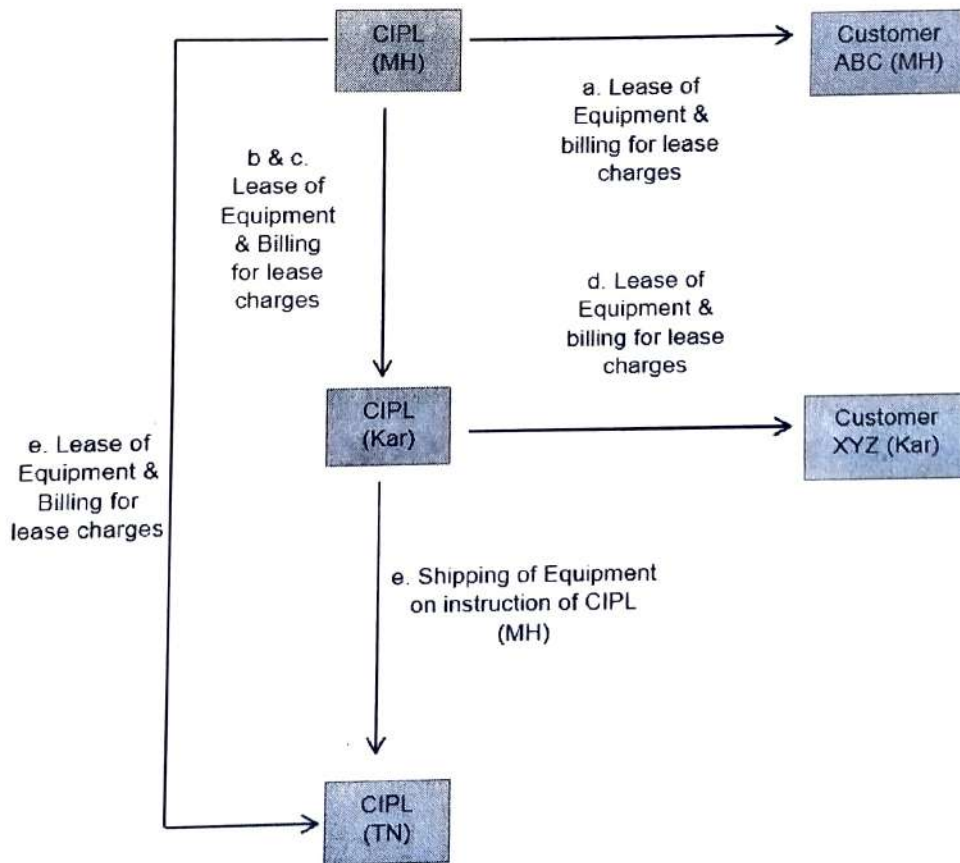 CIPL
(MH)
Customer
ABC (MH)
a. Lease of
Equipment &
billing for lease
charges
b & c.
Lease of
Equipment
& Billing
for lease
charges
d. Lease of
Equipment &
billing for lease
charges
CIPL
(Kar)
Customer
XYZ (Kar)
e. Lease of
Equipment &
Billing for
lease charges
e. Shipping of Equipment
on instruction of CIPL
(MH)
CIPL
(TN)